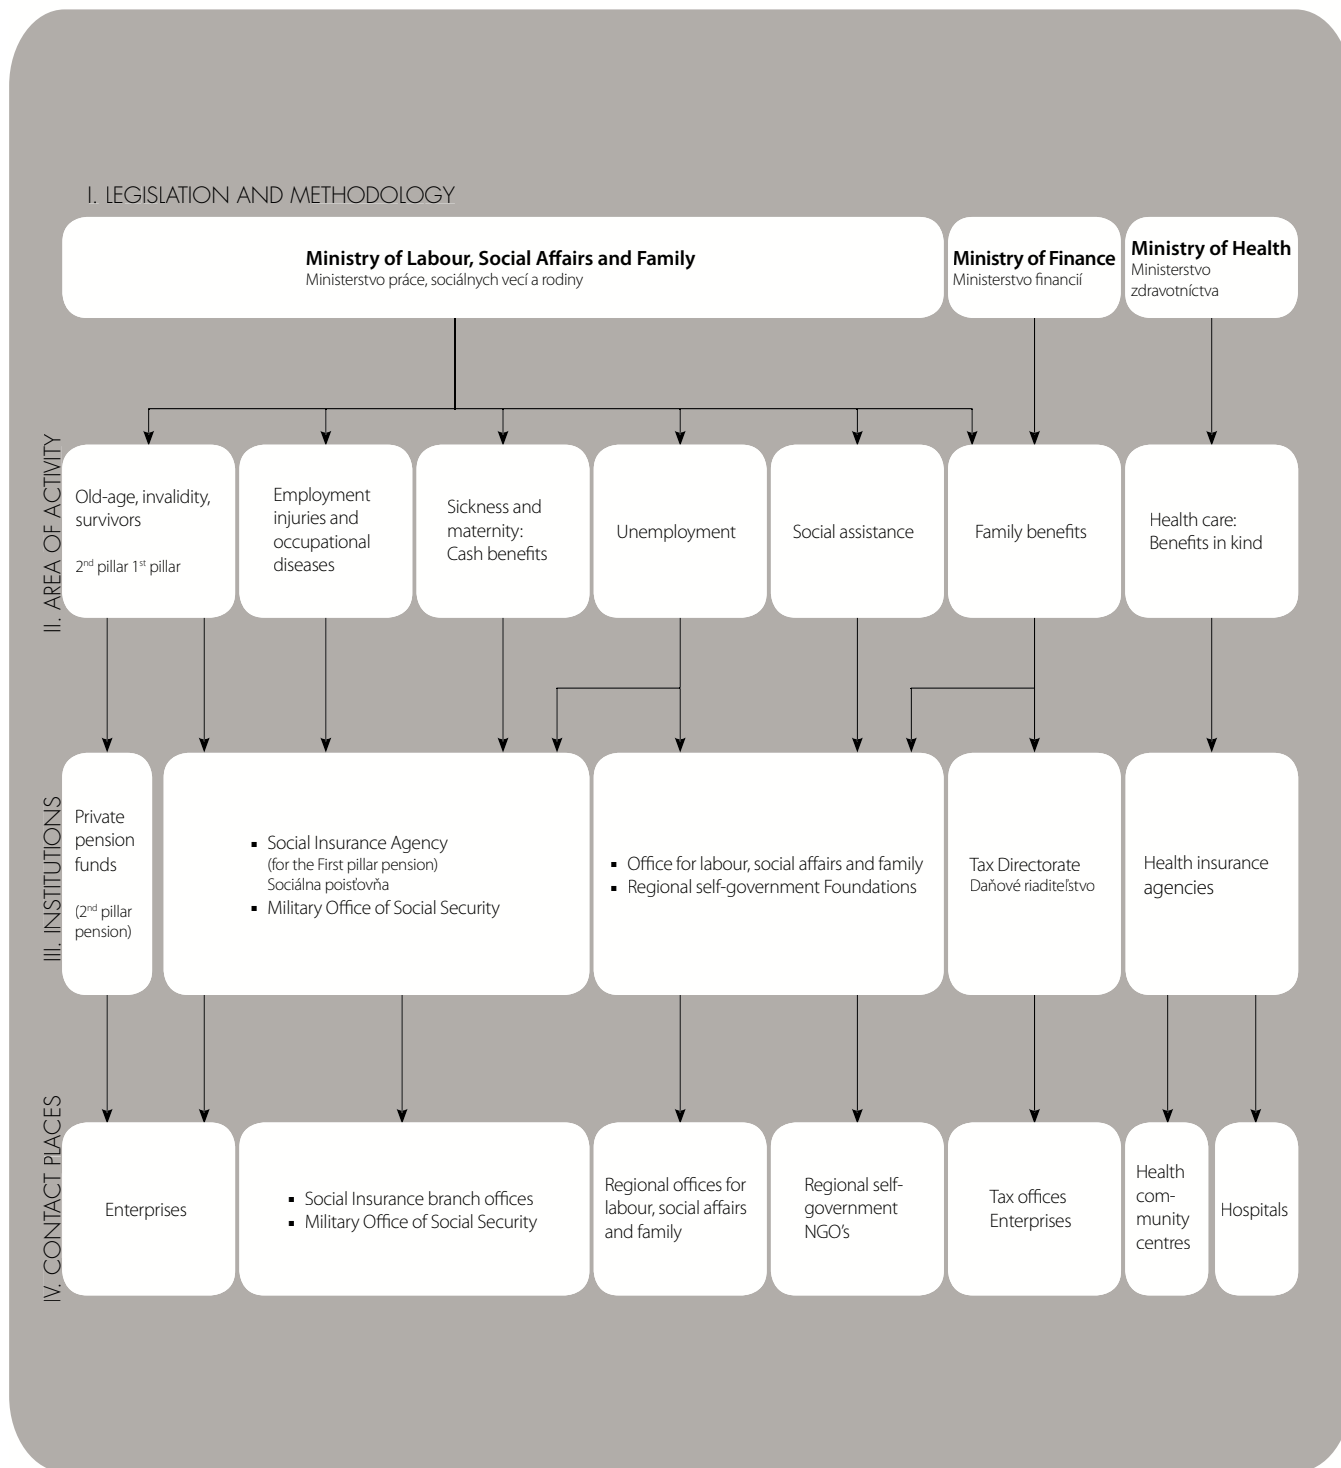 I. LEGISLATION AND METHODOLOGY
Ministry of Labour, Social Affairs and Family
Ministerstvo práce, sociálnych vecí a rodiny
Ministry of Finance
Ministerstvo financií
Ministry of Health
Ministerstvo
zdravotníctva
II. AREA OF ACTIVITY
Old-age, invalidity,
survivors
2nd pillar 1st pillar
Employment
injuries and
occupational
diseases
Sickness and
maternity:
Cash benefits
Unemployment
Social assistance
Family benefits
Health care:
Benefits in kind
III. INSTITUTIONS
Private
pension
funds
(2nd pillar
pension)
▪ Social Insurance Agency
(for the First pillar pension)
Sociálna poisťovňa
▪ Military Office of Social Security
▪ Office for labour, social affairs and family
▪ Regional self-government Foundations
Tax Directorate
Daňové riaditeľstvo
Health insurance
agencies
IV. CONTACT PLACES
Enterprises
▪ Social Insurance branch offices
▪ Military Office of Social Security
Regional offices for
labour, social affairs
and family
Regional self-
government
NGO's
Tax offices
Enterprises
Health
com-
munity
centres
Hospitals